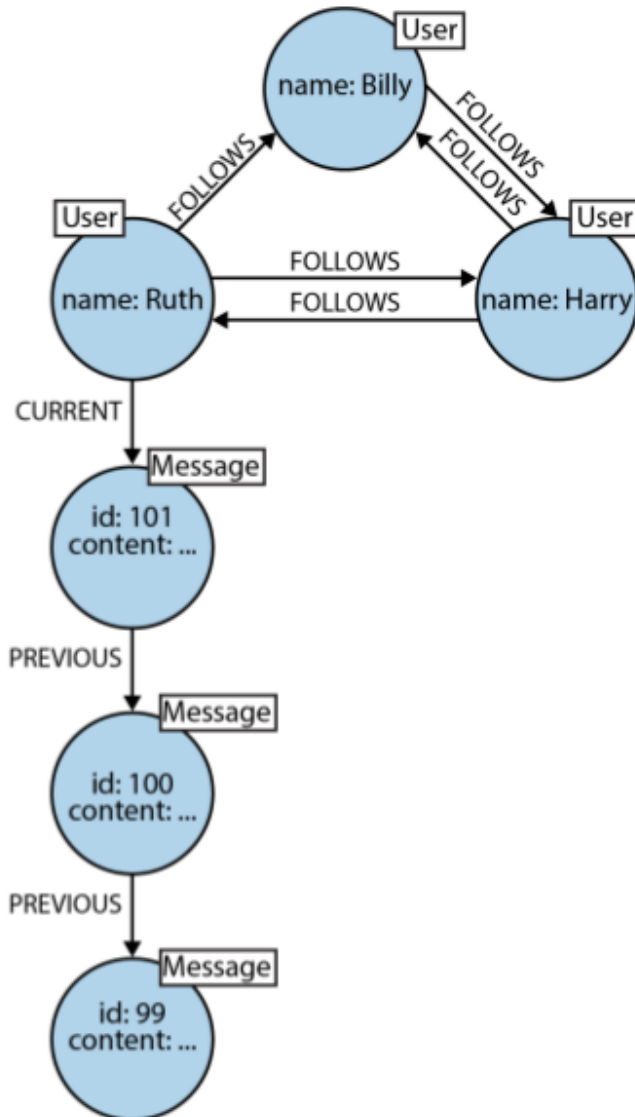 User
name: Billy
FOLLOWS
FOLLOWS
FOLLOWS
User
User
name: Ruth
FOLLOWS
FOLLOWS
name: Harry
CURRENT
Message
id: 101
content: ...
PREVIOUS
Message
id: 100
content: ...
PREVIOUS
Message
id: 99
content: ...